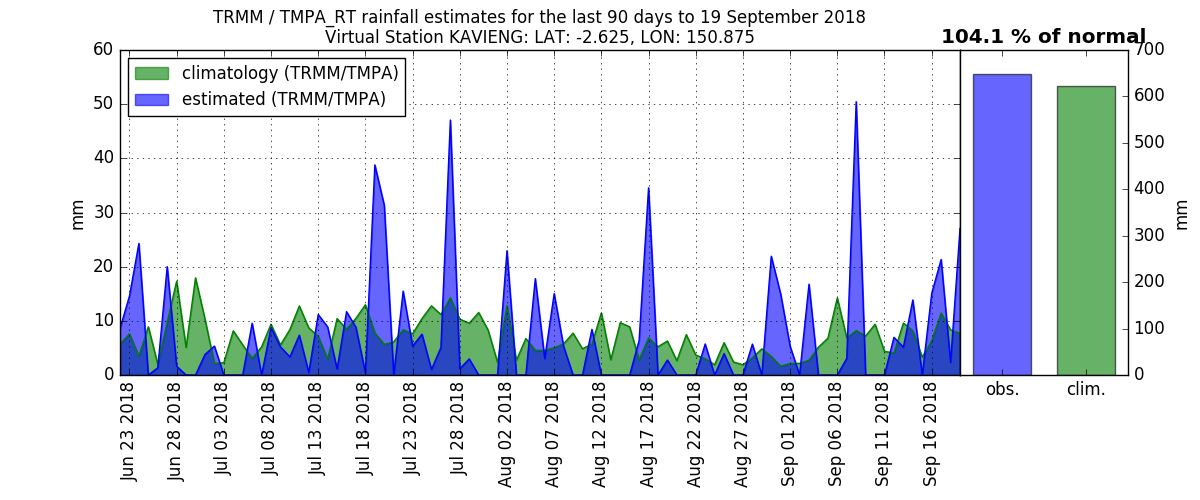 TRMM / TMPA_RT rainfall estimates for the last 90 days to 19 September 2018
Virtual Station KAVIENG: LAT: -2.625, LON: 150.875
104.1 % of normal
climatology (TRMM/TMPA)
estimated (TRMM/TMPA)
60
50
40
30
20
10
0
mm
700
600
500
400
300
200
100
0
mm
obs.
clim.
Jun 23 2018
Jun 28 2018
Jul 03 2018
Jul 08 2018
Jul 13 2018
Jul 18 2018
Jul 23 2018
Jul 28 2018
Aug 02 2018
Aug 07 2018
Aug 12 2018
Aug 17 2018
Aug 22 2018
Aug 27 2018
Sep 01 2018
Sep 06 2018
Sep 11 2018
Sep 16 2018